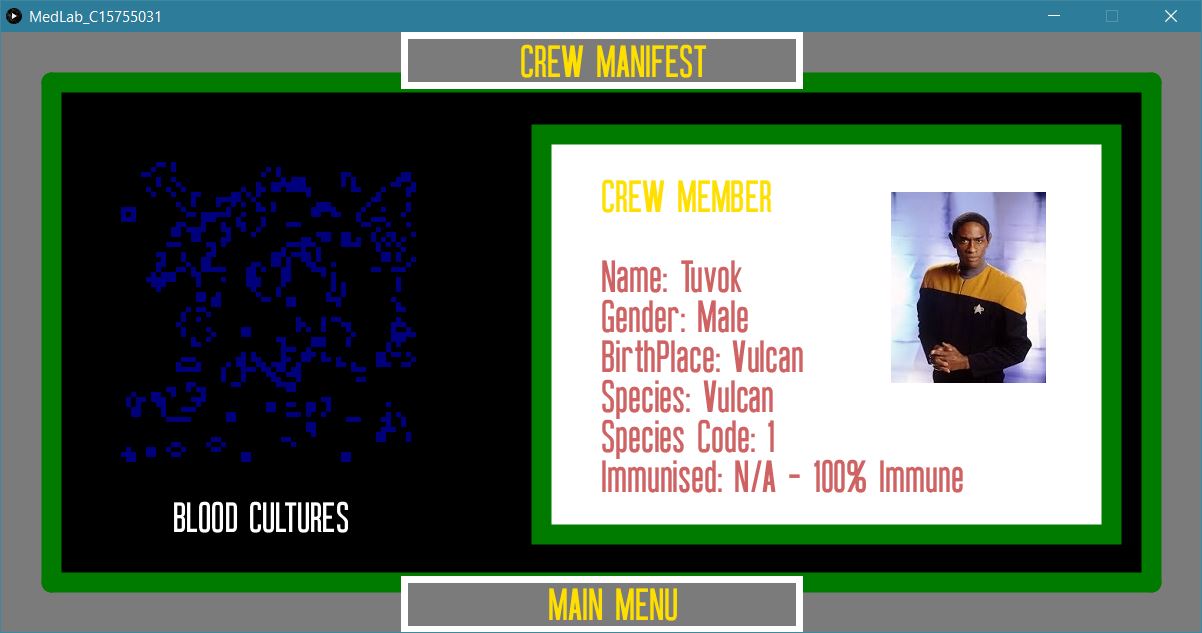 MedLab_C15755031
CREW MANIFEST
CREW MEMBER
Name: Tuvok
Gender: Male
BirthPlace: Vulcan
Species: Vulcan
Species Code: 1
Immunised: N/A - 100% Immune
BLOOD CULTURES
MAIN MENU